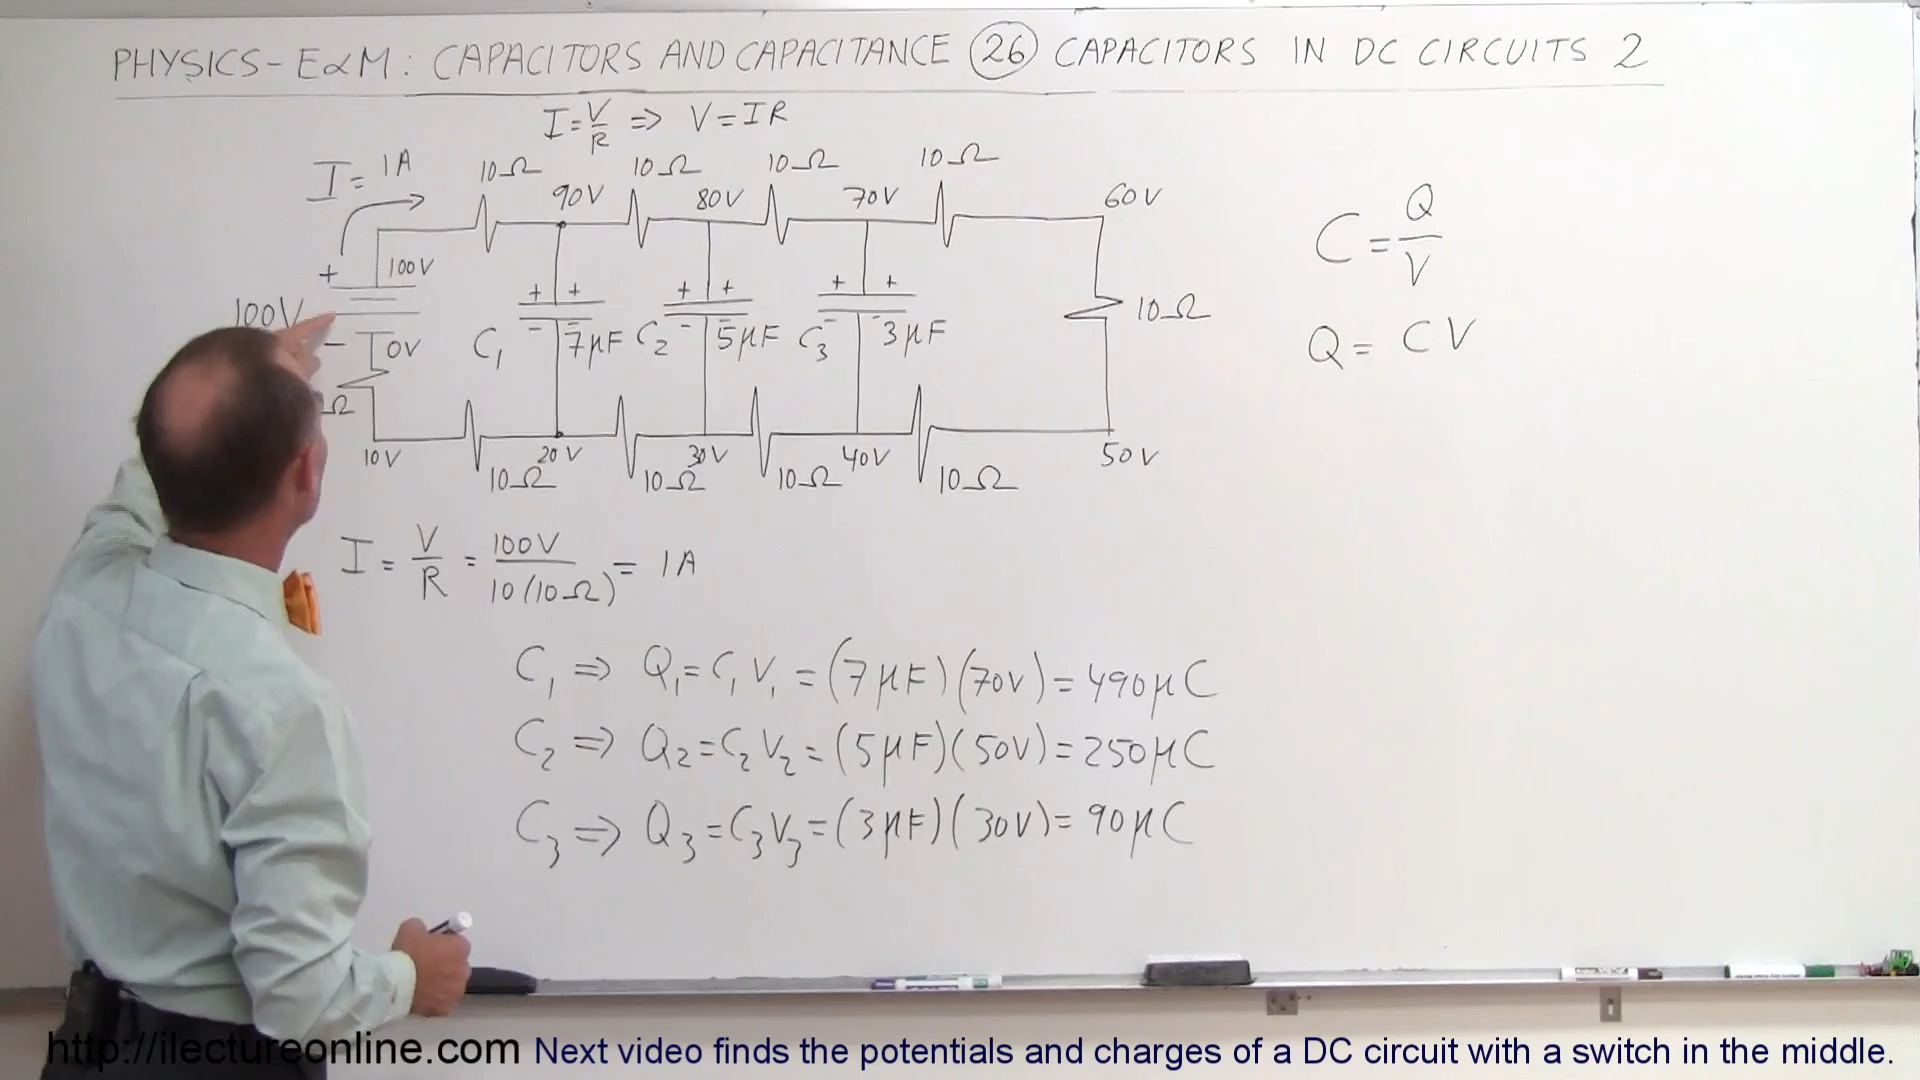 PHYSICS - E&M: CAPACITORS AND CAPACITANCE 26 CAPACITORS IN DC CIRCUITS 2
I = V/R ⇒ V = IR
I = 1A
10Ω 10Ω 10Ω 10Ω
90V 80V 70V 60V
+ 100V
100V
+ + + + + +
- - - - - -
- 0V C1 7μF C2 5μF C3 3μF 10Ω
Ω
10V 20V 30V 40V 50V
10Ω 10Ω 10Ω 10Ω
C = Q/V
Q = CV
I = V/R = 100V/10(10Ω) = 1A
C1 ⇒ Q1 = C1V1 = (7μF)(70V) = 490μC
C2 ⇒ Q2 = C2V2 = (5μF)(50V) = 250μC
C3 ⇒ Q3 = C3V3 = (3μF)(30V) = 90μC
http://ilectureonline.com Next video finds the potentials and charges of a DC circuit with a switch in the middle.